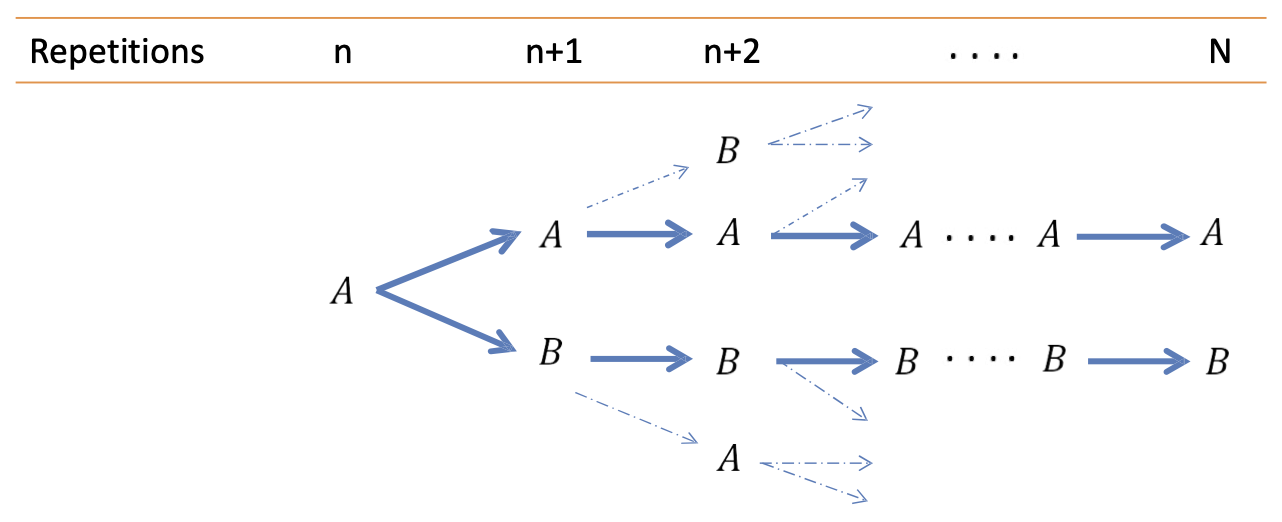 Repetitions n n+1 n+2 .... N
B
A A A .... A A
A
B B B .... B B
A